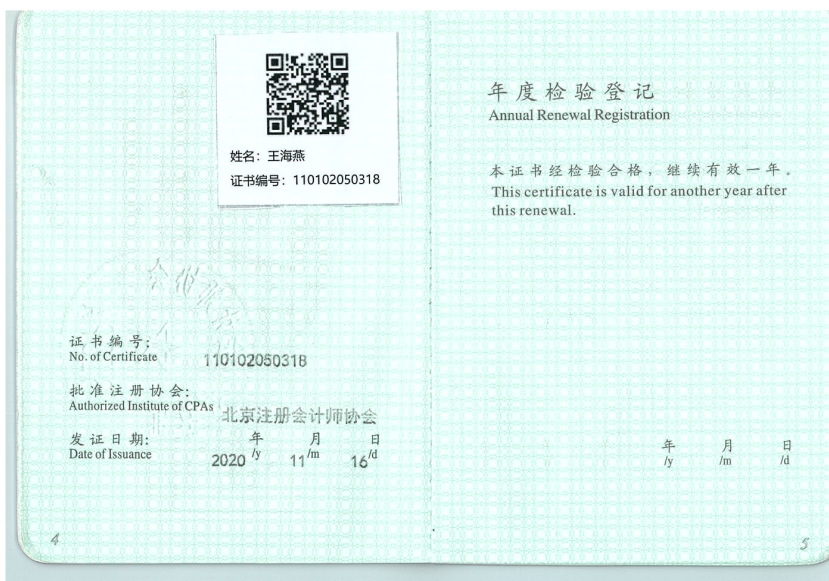 姓名：王海燕
证书编号：110102050318
证书编号：
No. of Certificate
110102050318
批准注册协会：
Authorized Institute of CPAs
北京注册会计师协会
发证日期：
Date of Issuance
2020 年 /y 11 月 /m 16 日 /d
4
年度检验登记
Annual Renewal Registration
本证书经检验合格，继续有效一年。
This certificate is valid for another year after
this renewal.
年 月 日
/y /m /d
5